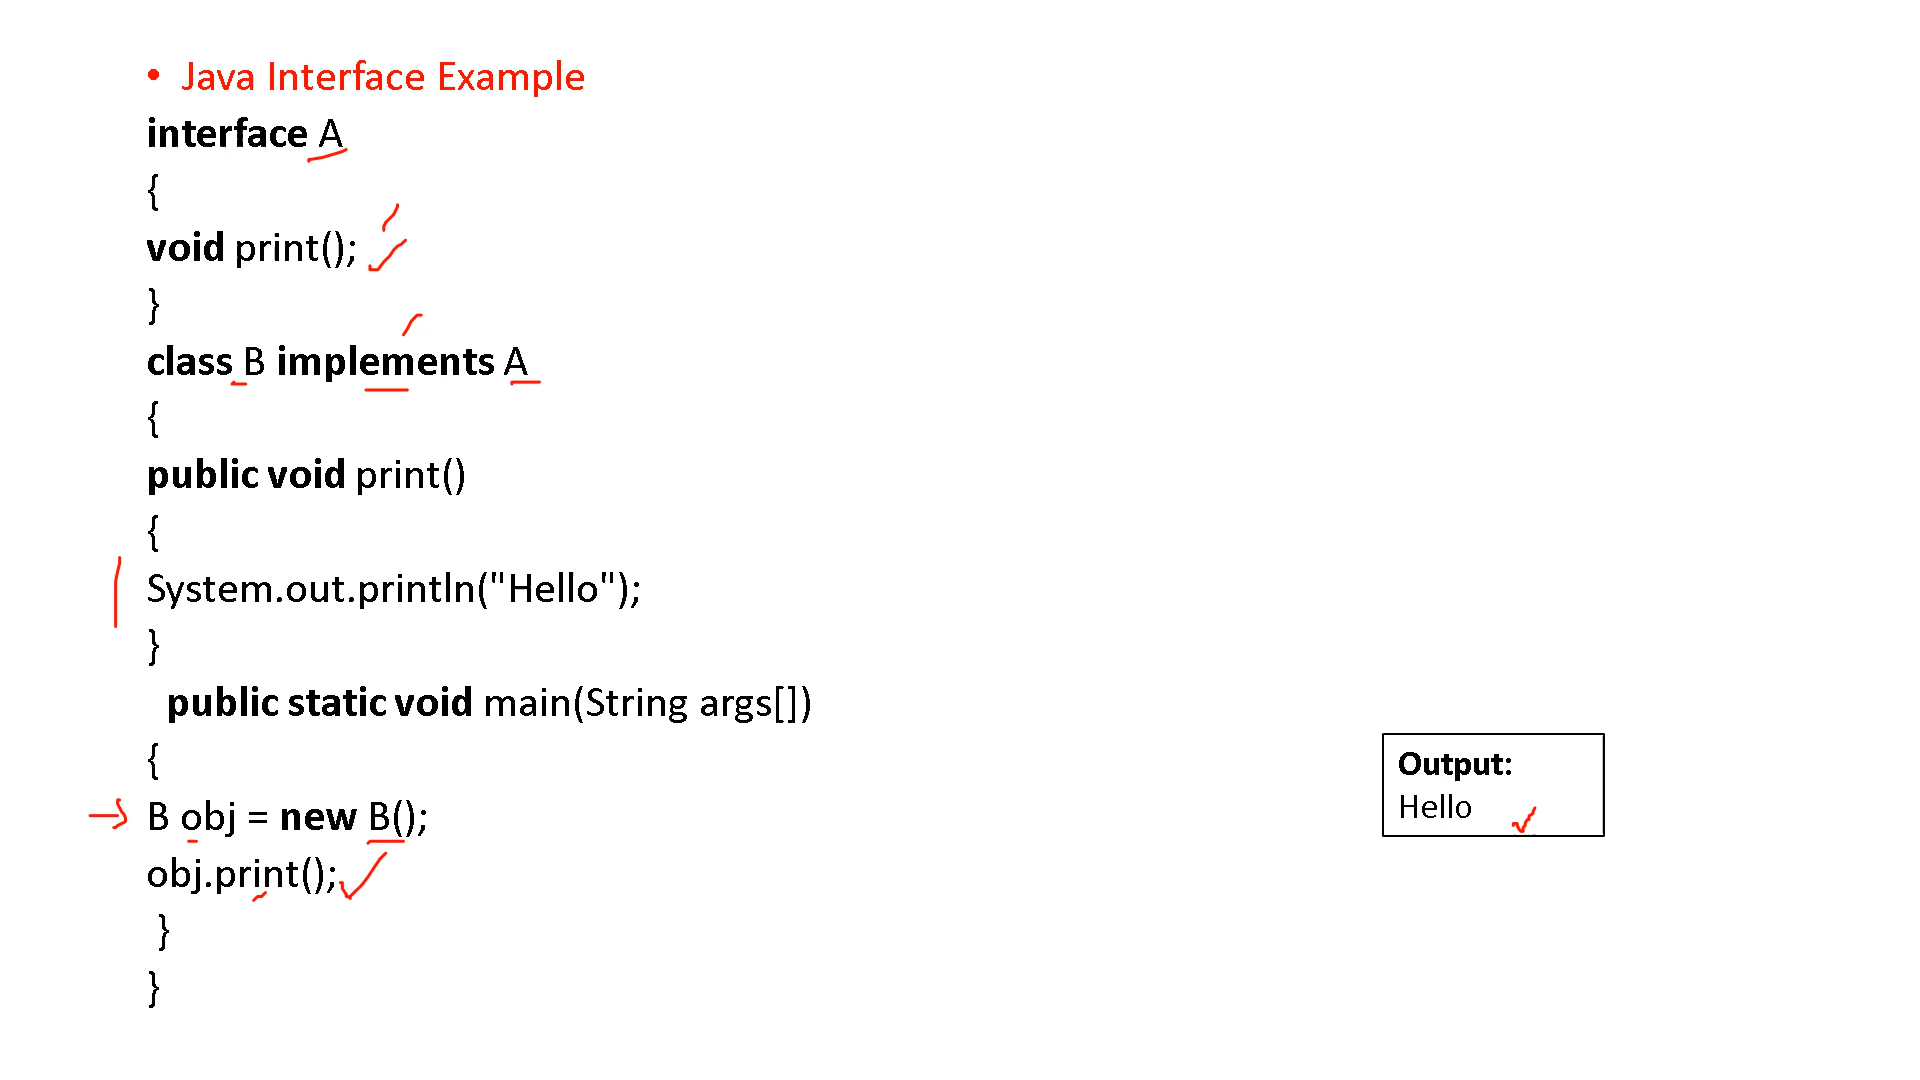 • Java Interface Example
interface A
{
void print();
}
class B implements A
{
public void print()
{
System.out.println("Hello");
}
public static void main(String args[])
{
B obj = new B();
obj.print();
}
}
Output:
Hello